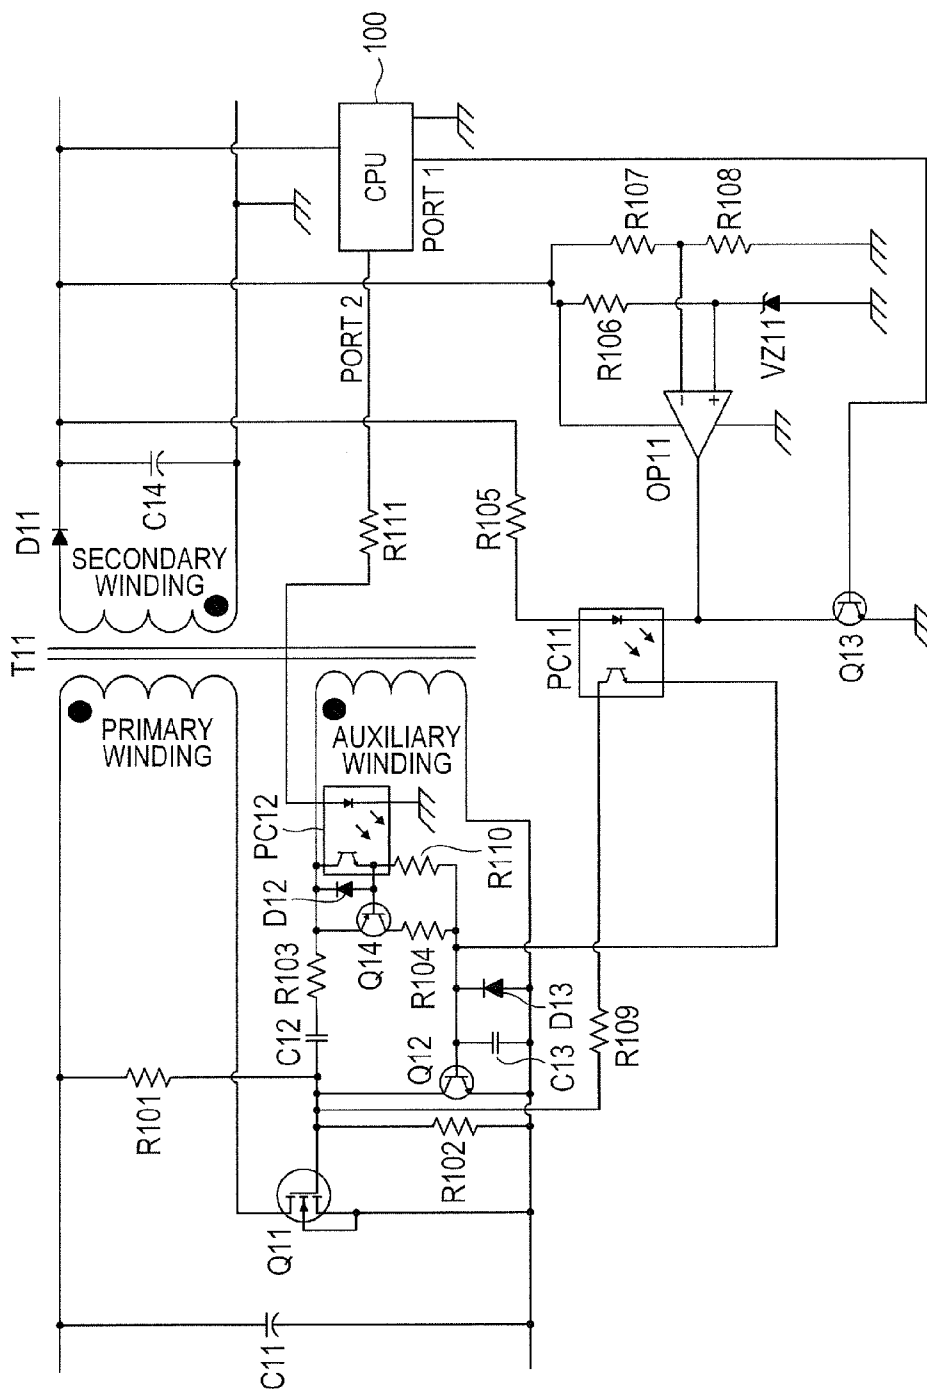 T11
D11
C14
SECONDARY
WINDING
PRIMARY
WINDING
AUXILIARY
WINDING
100
CPU
PORT 1
PORT 2
R111
R105
R107
R108
R106
VZ11
OP11
PC11
Q13
PC12
R110
D12
Q14
R104
R103
C12
Q12
D13
C13
R109
R101
R102
Q11
C11
-
+